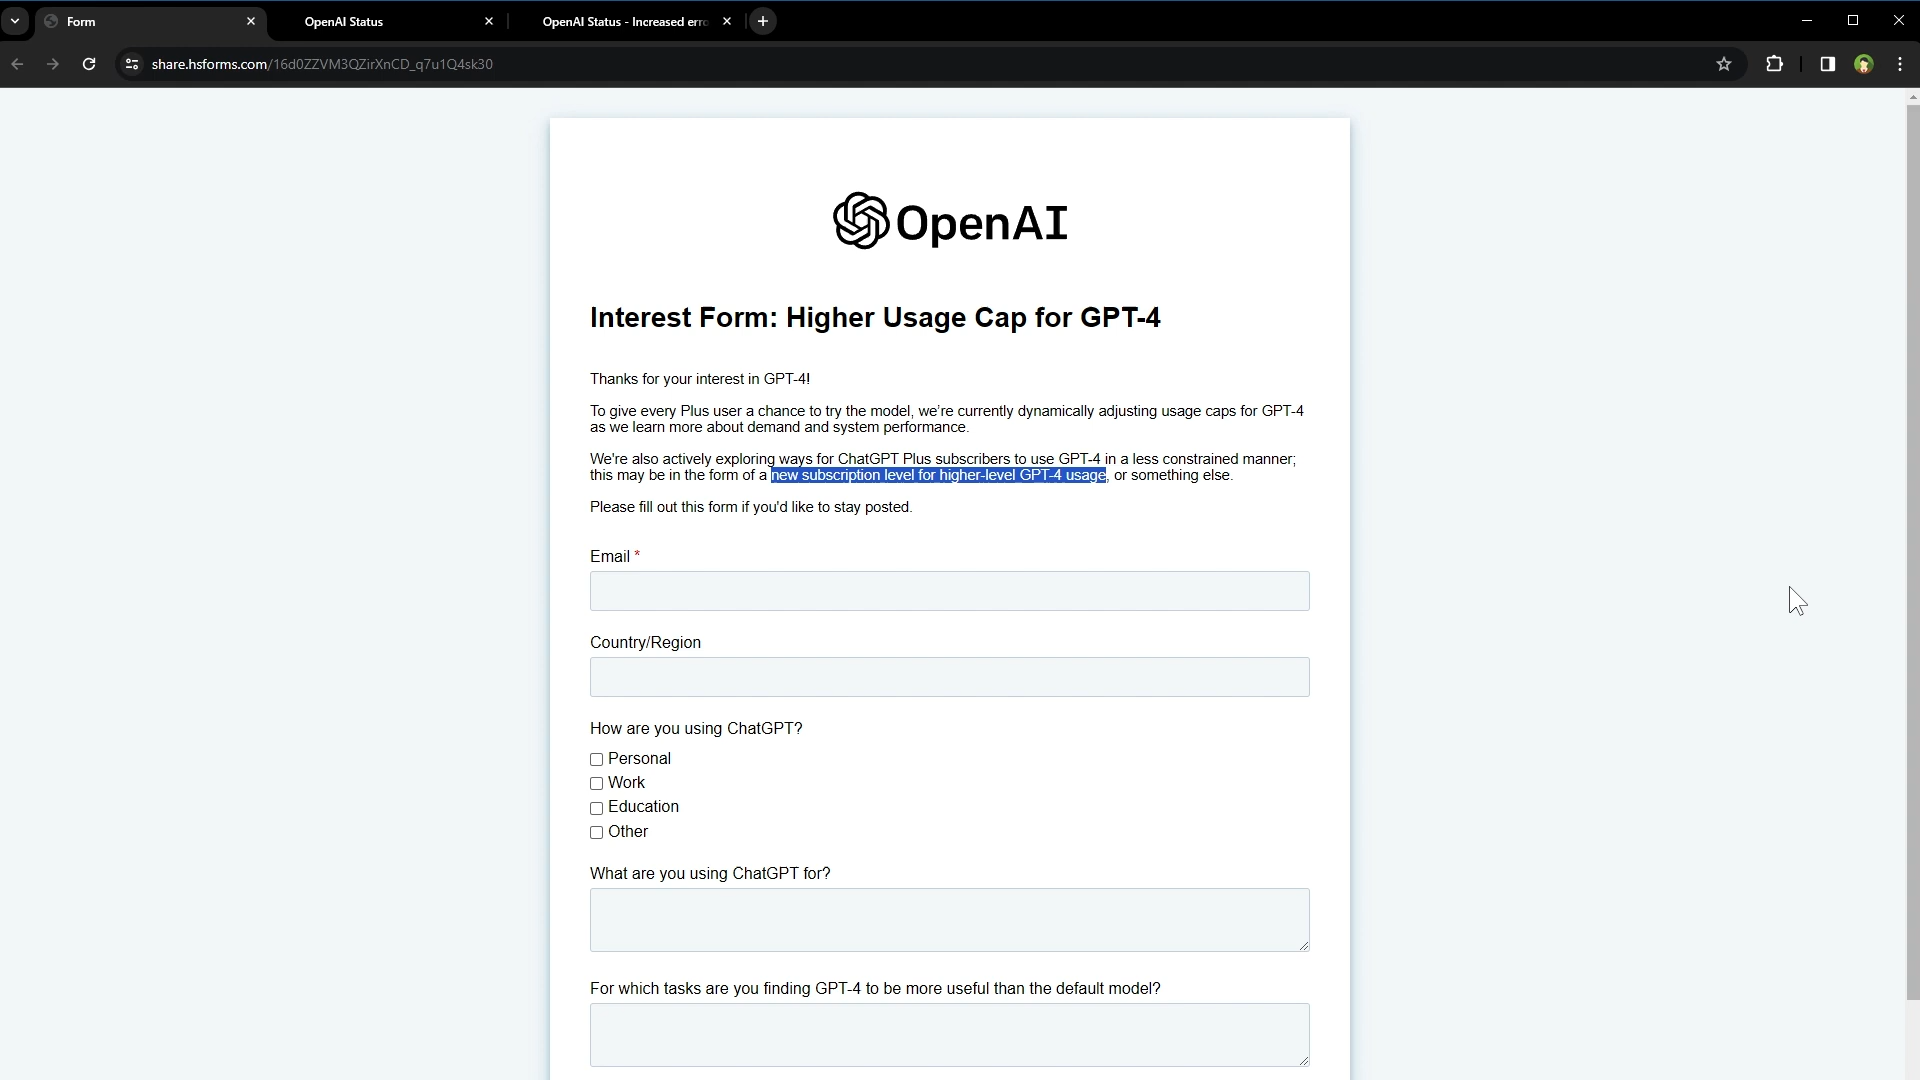 Form
OpenAI Status
OpenAI Status - Increased erro
share.hsforms.com/16d0ZZVM3QZirXnCD_q7u1Q4sk30
OpenAI
Interest Form: Higher Usage Cap for GPT-4
Thanks for your interest in GPT-4!
To give every Plus user a chance to try the model, we're currently dynamically adjusting usage caps for GPT-4
as we learn more about demand and system performance.
We're also actively exploring ways for ChatGPT Plus subscribers to use GPT-4 in a less constrained manner;
this may be in the form of a new subscription level for higher-level GPT-4 usage, or something else.
Please fill out this form if you'd like to stay posted.
Email *
Country/Region
How are you using ChatGPT?
Personal
Work
Education
Other
What are you using ChatGPT for?
For which tasks are you finding GPT-4 to be more useful than the default model?